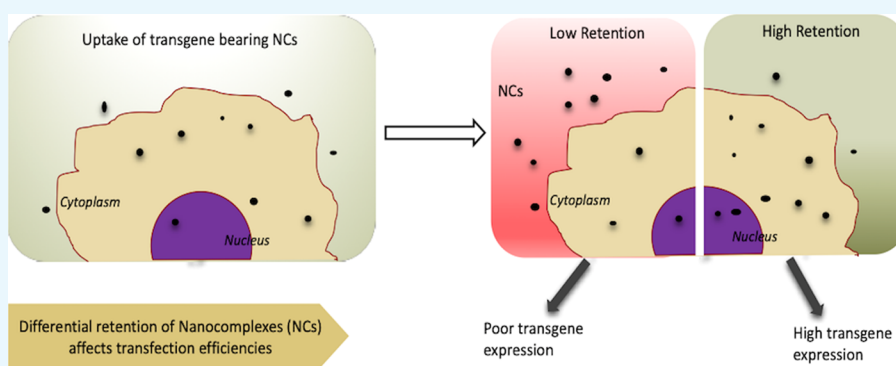 Uptake of transgene bearing NCs
Cytoplasm
Nucleus
Differential retention of Nanocomplexes (NCs)
affects transfection efficiencies
Low Retention
High Retention
NCs
Cytoplasm
Nucleus
Poor transgene
expression
High transgene
expression